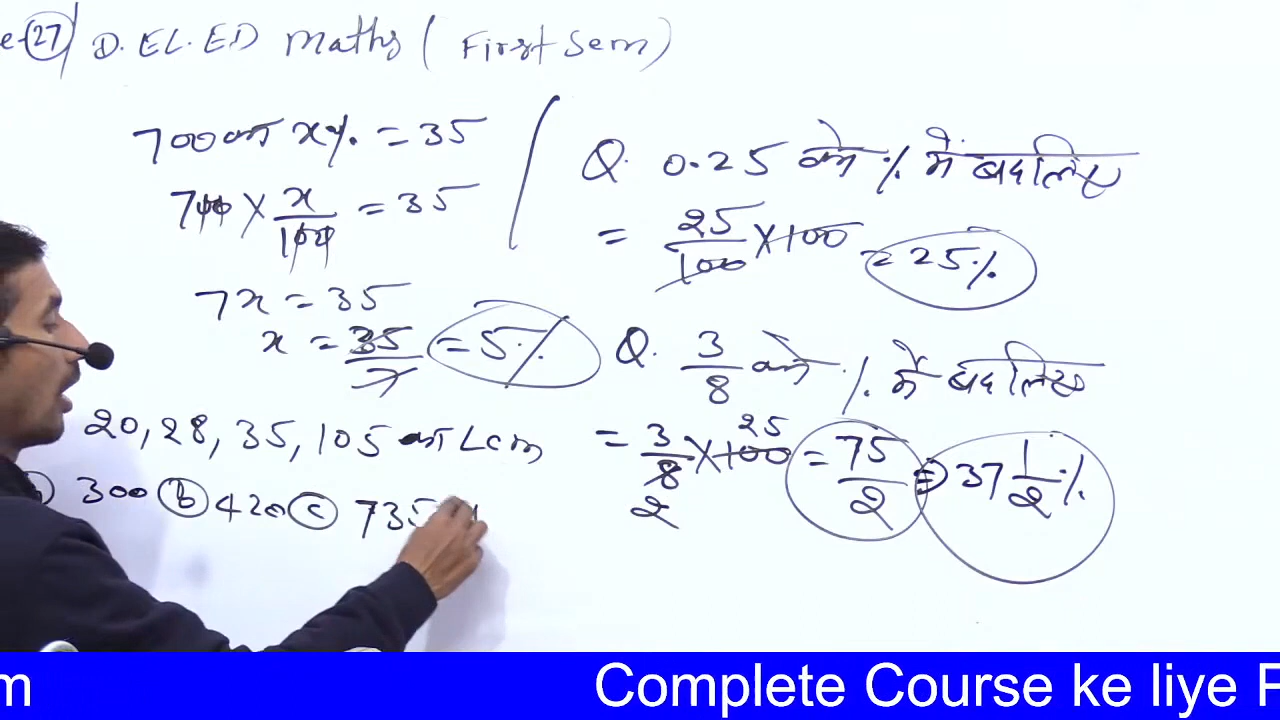 e-27 D.EL.ED Maths ( First Sem )
700 का x% = 35
700 × x/100 = 35
7x = 35
x = 35/7 = 5%
20, 28, 35, 105 का Lcm
300 (b) 420 (c) 735
Q. 0.25 को % में बदलिए
= 25/100 × 100 = 25%
Q. 3/8 को % में बदलिए
= 3/8 × 100 25 = 75/2 = 37 1/2 %
2
m Complete Course ke liye P